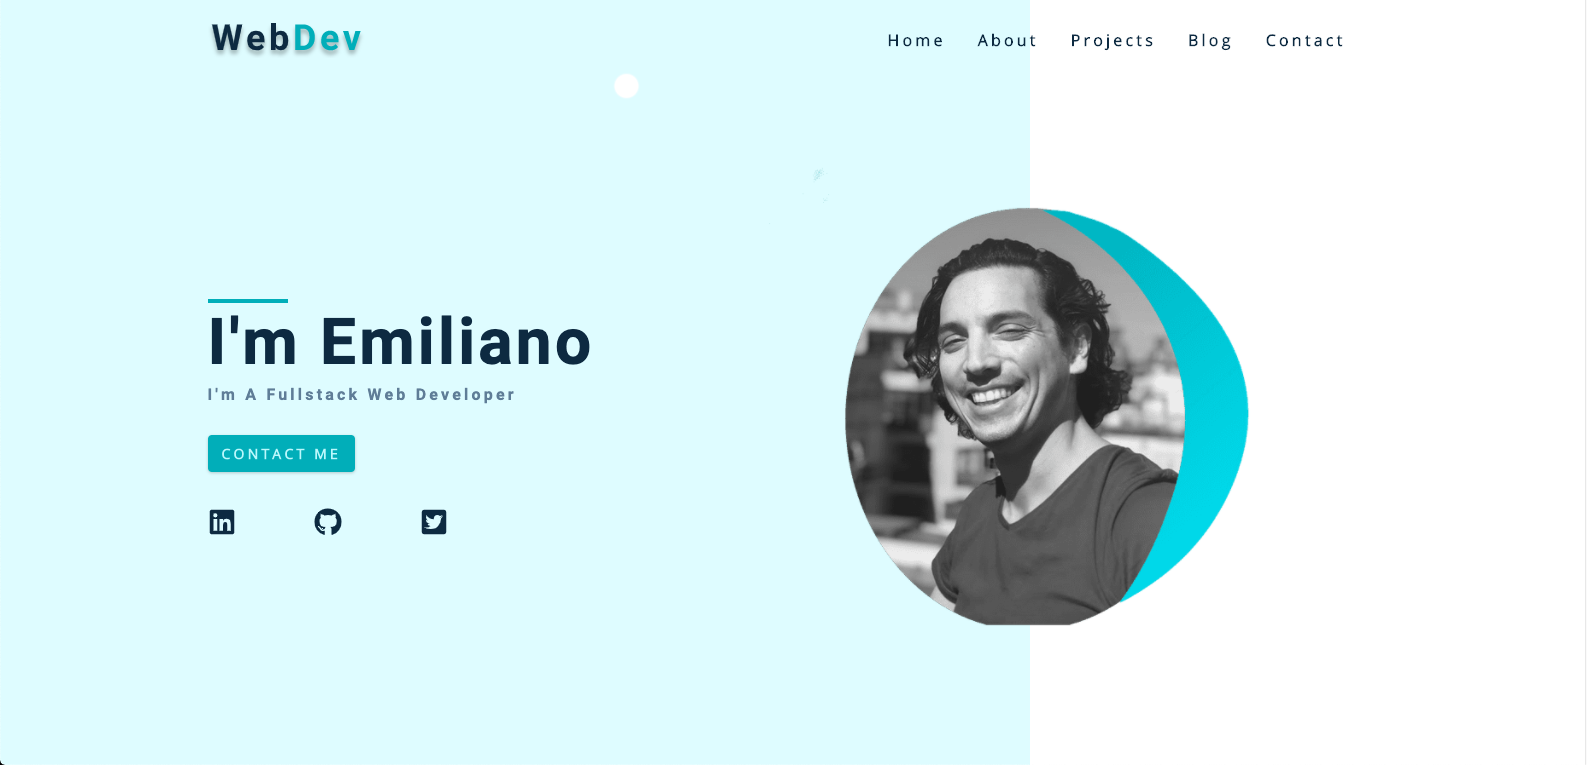 WebDev
Home About Projects Blog Contact
I'm Emiliano
I'm A Fullstack Web Developer
CONTACT ME